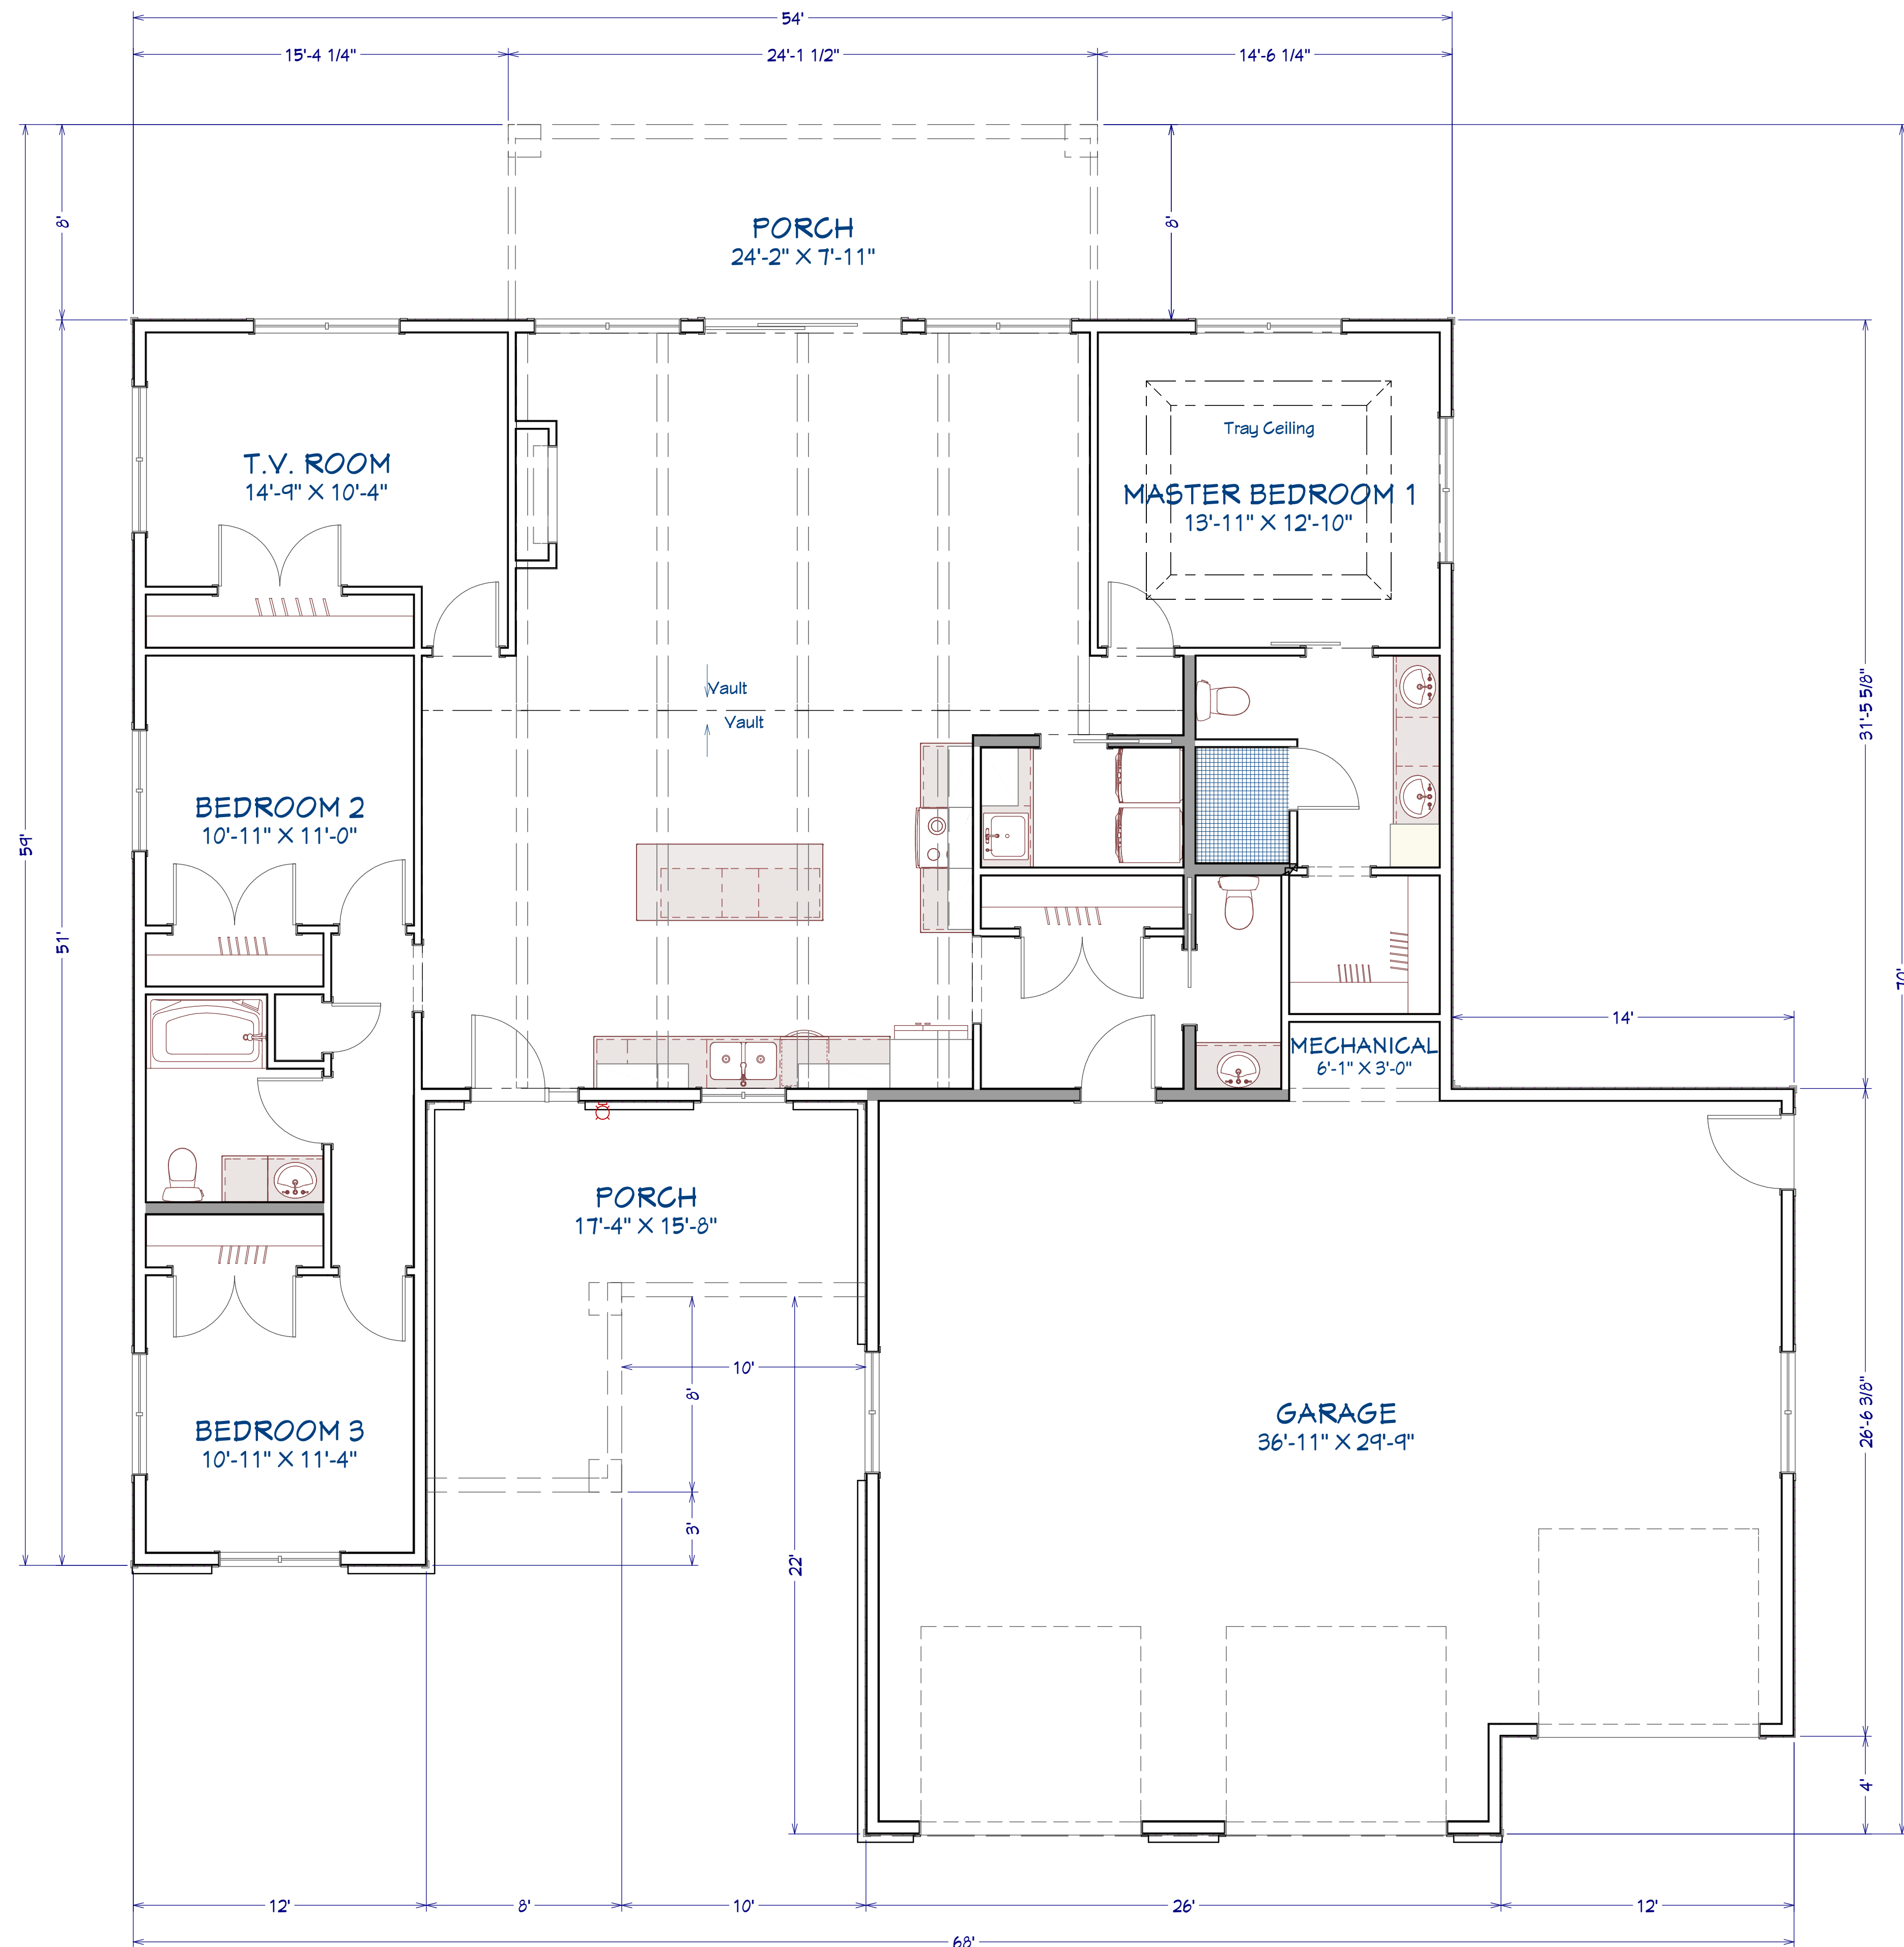 54'
15'-4 1/4"
24'-1 1/2"
14'-6 1/4"
8'
8'
PORCH
24'-2" X 7'-11"
Tray Ceiling
T.V. ROOM
14'-9" X 10'-4"
MASTER BEDROOM 1
13'-11" X 12'-10"
Vault
Vault
31'-5 5/8"
BEDROOM 2
10'-11" X 11'-0"
59'
51'
70'
14'
MECHANICAL
6'-1" X 3'-0"
PORCH
17'-4" X 15'-8"
10'
8'
BEDROOM 3
10'-11" X 11'-4"
GARAGE
36'-11" X 29'-9"
26'-6 3/8"
3'
22'
4'
12'
8'
10'
26'
12'
68'